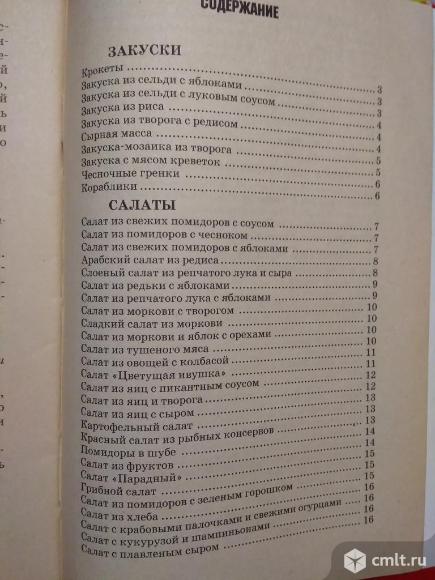 СОДЕРЖАНИЕ
ЗАКУСКИ
Крокеты 3
Закуска из сельди с яблоками 3
Закуска из сельди с луковым соусом 3
Закуска из риса 4
Закуска из творога с редисом 4
Сырная масса 4
Закуска-мозаика из творога 5
Закуска с мясом креветок 5
Чесночные гренки 6
Кораблики 6
САЛАТЫ
Салат из свежих помидоров с соусом 7
Салат из помидоров с чесноком 7
Салат из свежих помидоров с яблоками 7
Арабский салат из редиса 8
Слоеный салат из репчатого лука и сыра 8
Салат из редьки с яблоками 9
Салат из репчатого лука с яблоками 9
Салат из моркови с творогом 10
Сладкий салат из моркови 10
Салат из моркови и яблок с орехами 10
Салат из тушеного мяса 10
Салат из овощей с колбасой 11
Салат «Цветущая ивушка» 11
Салат из яиц с пикантным соусом 12
Салат из яиц и творога 12
Салат из яиц с сыром 13
Картофельный салат 13
Красный салат из рыбных консервов 13
Помидоры в шубе 14
Салат из фруктов 14
Салат «Парадный» 15
Грибной салат 15
Салат из помидоров с зеленым горошком 15
Салат из хлеба 16
Салат с крабовыми палочками и свежими огурцами 16
Салат с кукурузой и шампиньонами 16
Салат с плавленым сыром 16
cmlt.ru